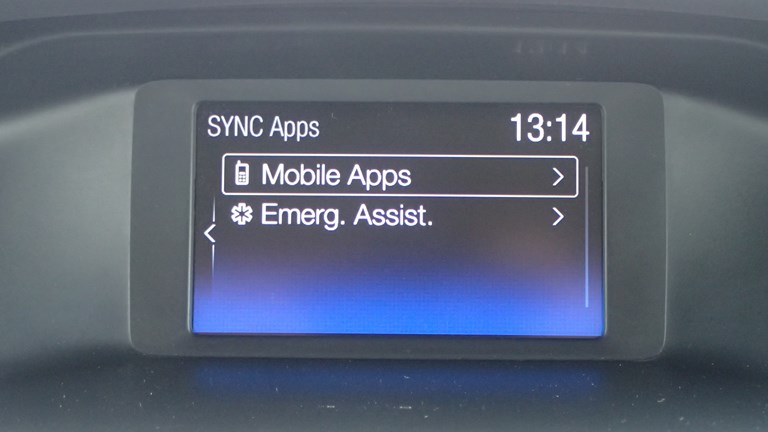 SYNC Apps 13:14
Mobile Apps
Emerg. Assist.